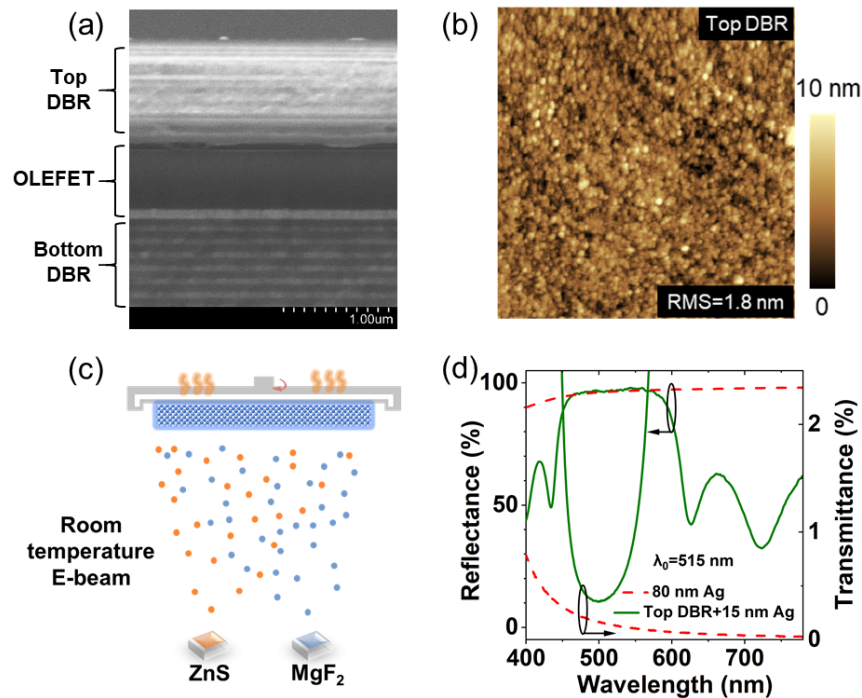 (a)
Top
DBR
OLEFET
Bottom
DBR
1.00um
(b)
Top DBR
10 nm
0
RMS=1.8 nm
(c)
Room
temperature
E-beam
ZnS
MgF₂
(d)
100
50
0
Reflectance (%)
2
1
0
Transmittance (%)
λ₀=515 nm
80 nm Ag
Top DBR+15 nm Ag
400
500
600
700
Wavelength (nm)